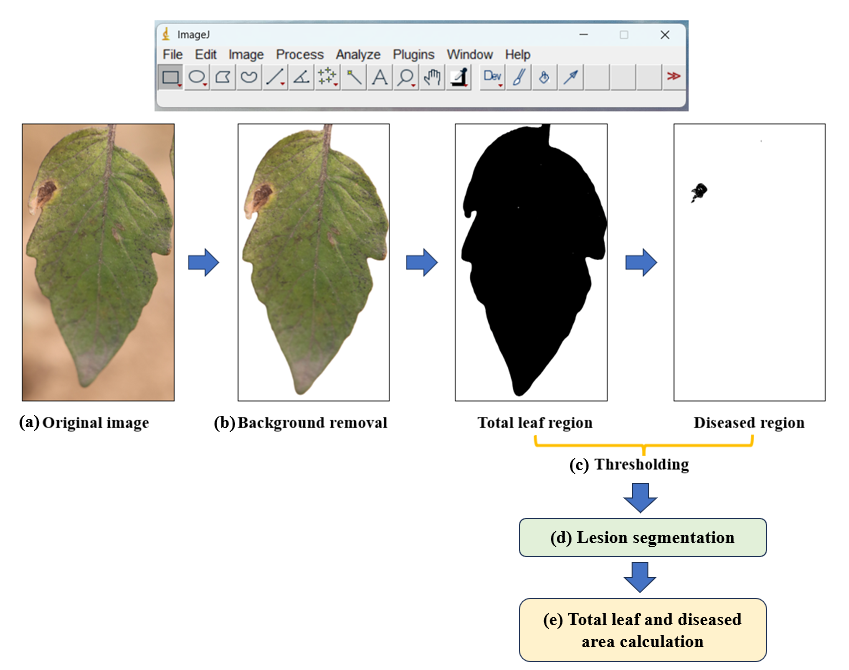 ImageJ
File Edit Image Process Analyze Plugins Window Help
A Dev
(a) Original image
(b) Background removal
Total leaf region
Diseased region
(c) Thresholding
(d) Lesion segmentation
(e) Total leaf and diseased
area calculation